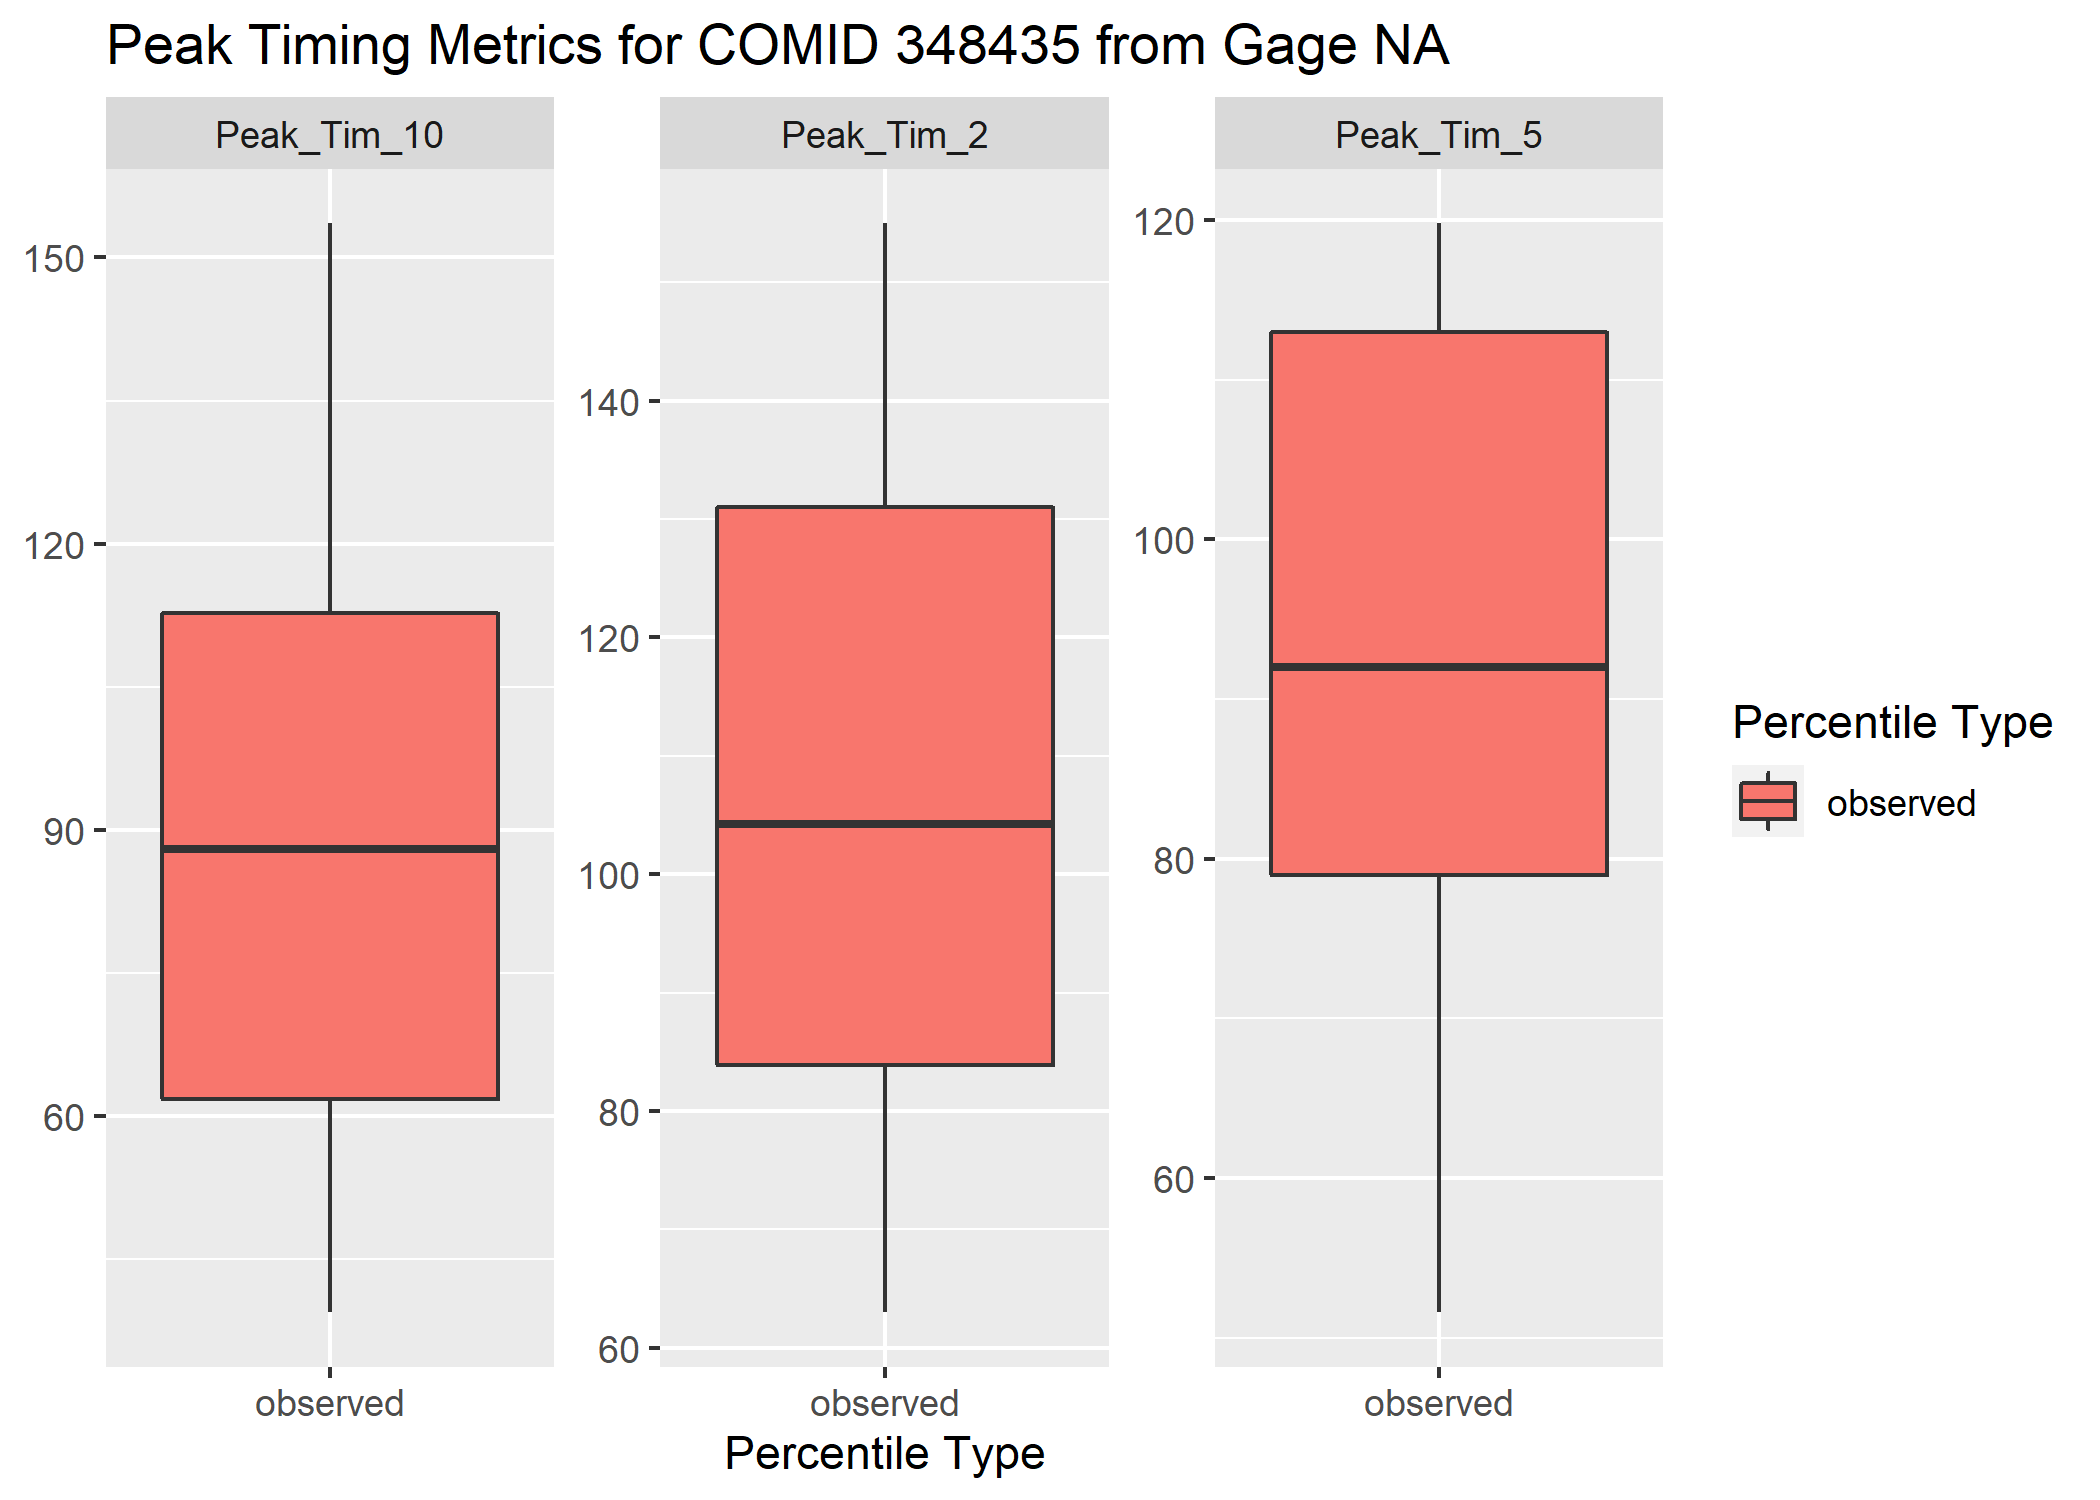 Peak Timing Metrics for COMID 348435 from Gage NA
Peak_Tim_10
Peak_Tim_2
Peak_Tim_5
150
120
90
60
140
120
100
80
60
120
100
80
60
observed
observed
observed
Percentile Type
Percentile Type
observed